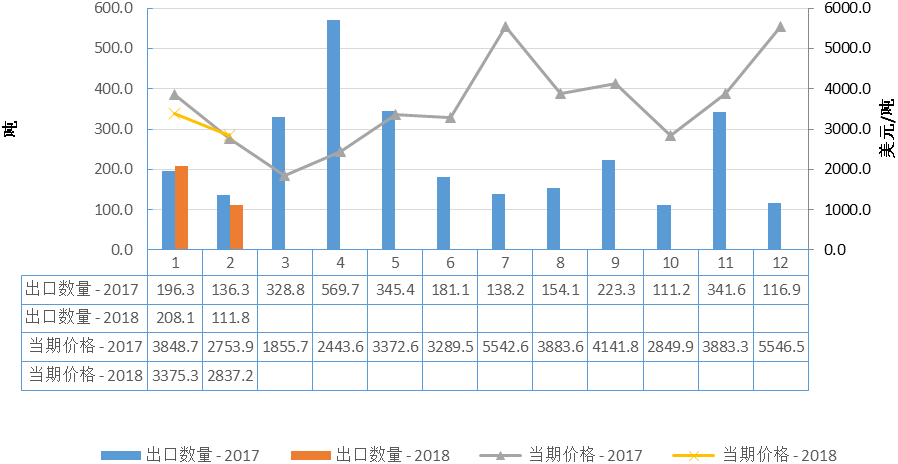 600.0 6000.0
500.0 5000.0
400.0 4000.0
吨 300.0 3000.0 美元/吨
200.0 2000.0
100.0 1000.0
0.0 0.0
1 2 3 4 5 6 7 8 9 10 11 12
出口数量 - 2017 196.3 136.3 328.8 569.7 345.4 181.1 138.2 154.1 223.3 111.2 341.6 116.9
出口数量 - 2018 208.1 111.8
当期价格 - 2017 3848.7 2753.9 1855.7 2443.6 3372.6 3289.5 5542.6 3883.6 4141.8 2849.9 3883.3 5546.5
当期价格 - 2018 3375.3 2837.2
出口数量 - 2017 出口数量 - 2018 当期价格 - 2017 当期价格 - 2018